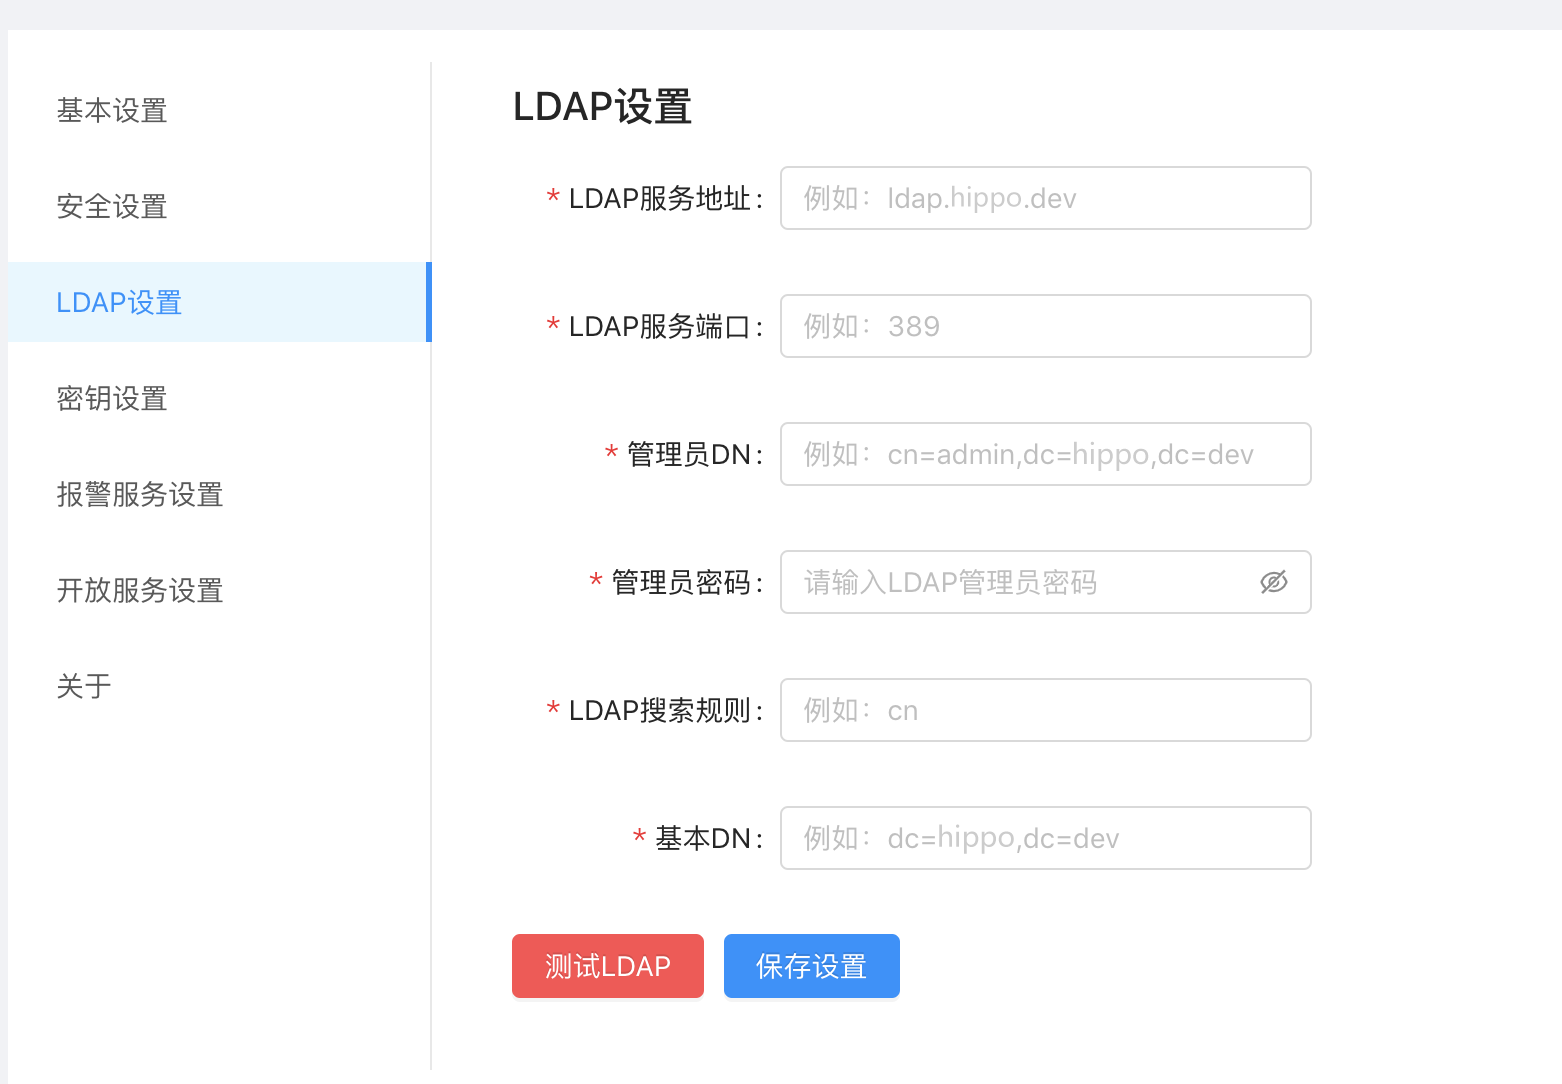 基本设置
安全设置
LDAP设置
密钥设置
报警服务设置
开放服务设置
关于
LDAP设置
* LDAP服务地址: 例如：ldap.hippo.dev
* LDAP服务端口: 例如：389
* 管理员DN: 例如：cn=admin,dc=hippo,dc=dev
* 管理员密码: 请输入LDAP管理员密码
* LDAP搜索规则: 例如：cn
* 基本DN: 例如：dc=hippo,dc=dev
测试LDAP 保存设置